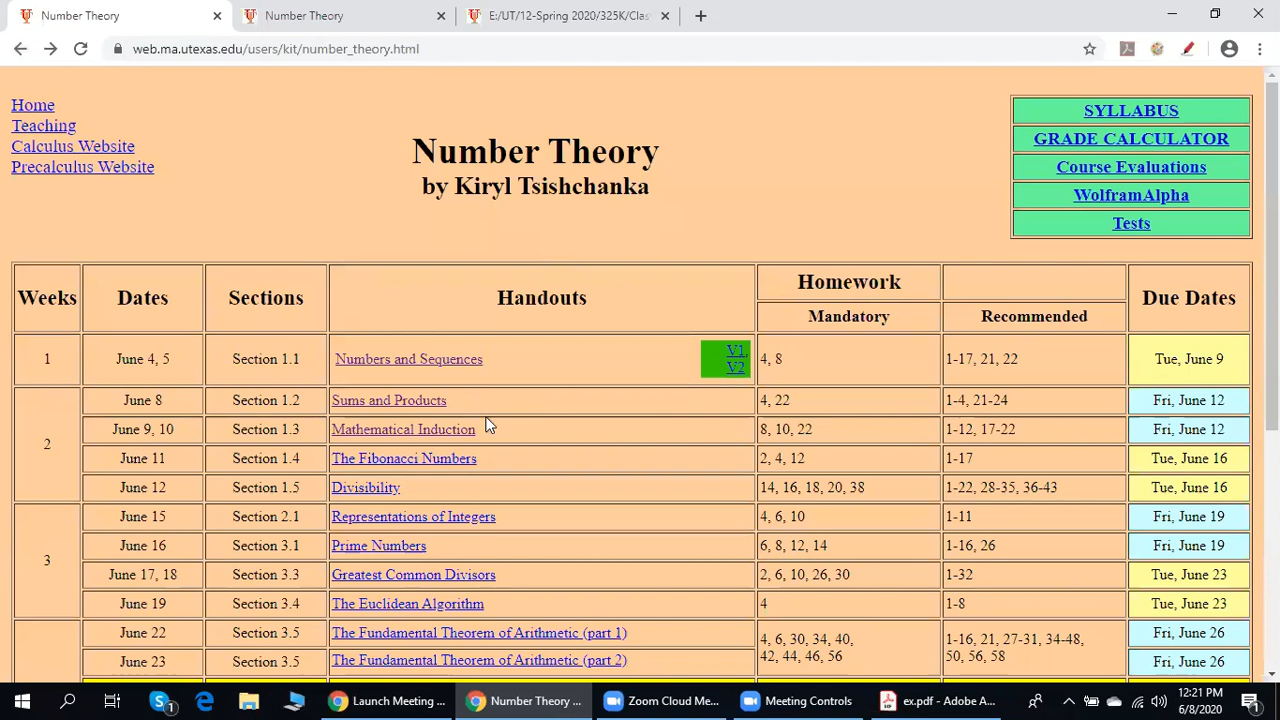 Number Theory
Number Theory
E:/UT/12-Spring 2020/325K/Clas
web.ma.utexas.edu/users/kit/number_theory.html
Home
Teaching
Calculus Website
Precalculus Website
Number Theory
by Kiryl Tsishchanka
SYLLABUS
GRADE CALCULATOR
Course Evaluations
WolframAlpha
Tests
Weeks Dates Sections Handouts Homework Due Dates
Mandatory Recommended
1 June 4, 5 Section 1.1 Numbers and Sequences V1, V2 4, 8 1-17, 21, 22 Tue, June 9
2
June 8 Section 1.2 Sums and Products 4, 22 1-4, 21-24 Fri, June 12
June 9, 10 Section 1.3 Mathematical Induction 8, 10, 22 1-12, 17-22 Fri, June 12
June 11 Section 1.4 The Fibonacci Numbers 2, 4, 12 1-17 Tue, June 16
June 12 Section 1.5 Divisibility 14, 16, 18, 20, 38 1-22, 28-35, 36-43 Tue, June 16
3
June 15 Section 2.1 Representations of Integers 4, 6, 10 1-11 Fri, June 19
June 16 Section 3.1 Prime Numbers 6, 8, 12, 14 1-16, 26 Fri, June 19
June 17, 18 Section 3.3 Greatest Common Divisors 2, 6, 10, 26, 30 1-32 Tue, June 23
June 19 Section 3.4 The Euclidean Algorithm 4 1-8 Tue, June 23
June 22 Section 3.5 The Fundamental Theorem of Arithmetic (part 1) 4, 6, 30, 34, 40, 1-16, 21, 27-31, 34-48, Fri, June 26
June 23 Section 3.5 The Fundamental Theorem of Arithmetic (part 2) 42, 44, 46, 56 50, 56, 58 Fri, June 26
Launch Meeting ...
Number Theory ...
Zoom Cloud Me...
Meeting Controls
ex.pdf - Adobe A...
12:21 PM
6/8/2020
1
1